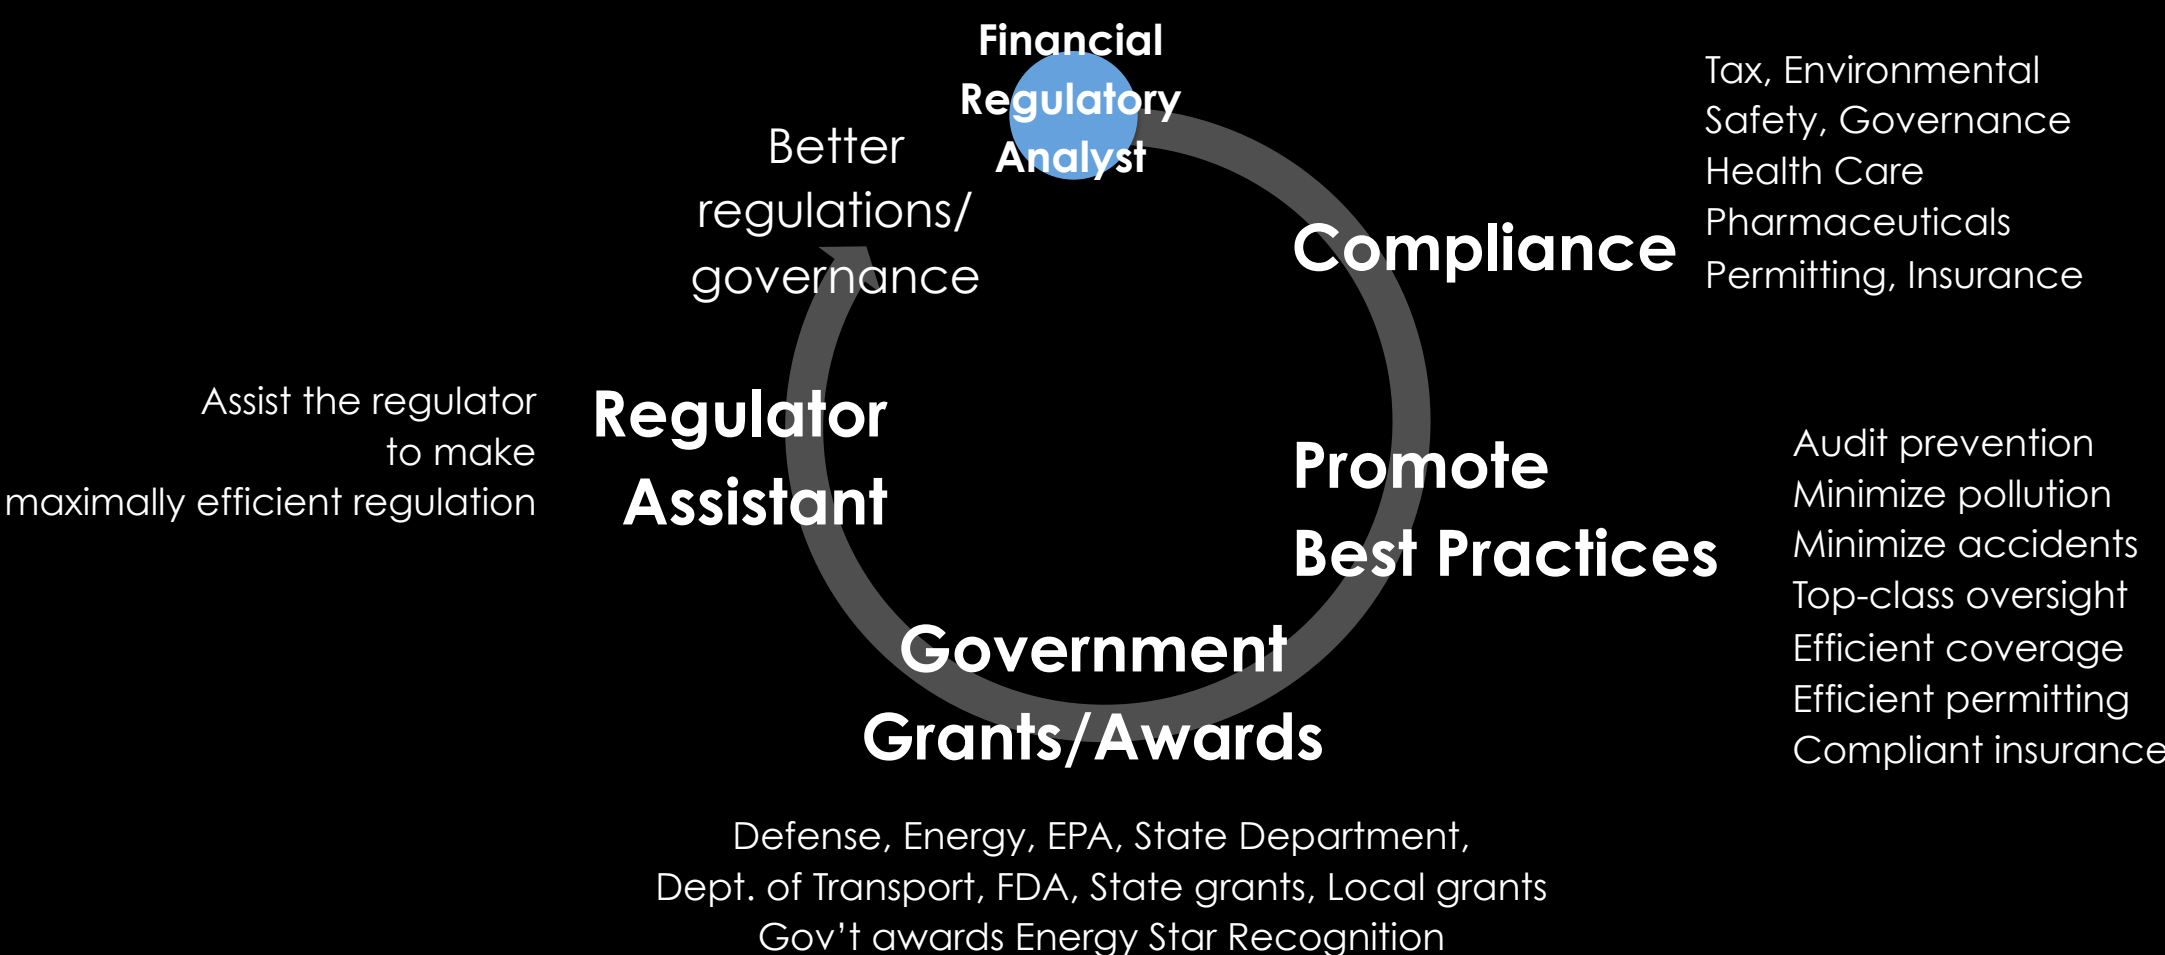 Financial
Regulatory
Analyst
Tax, Environmental
Safety, Governance
Health Care
Pharmaceuticals
Permitting, Insurance
Compliance
Better
regulations/
governance
Assist the regulator
to make
maximally efficient regulation
Regulator
Assistant
Promote
Best Practices
Audit prevention
Minimize pollution
Minimize accidents
Top-class oversight
Efficient coverage
Efficient permitting
Compliant insurance
Government
Grants/Awards
Defense, Energy, EPA, State Department,
Dept. of Transport, FDA, State grants, Local grants
Gov’t awards Energy Star Recognition